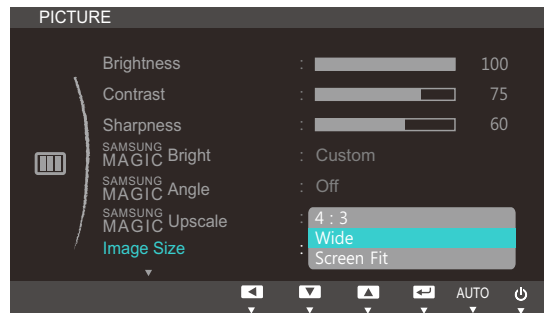 PICTURE
Brightness : 100
Contrast : 75
Sharpness : 60
SAMSUNG MAGIC Bright : Custom
SAMSUNG MAGIC Angle : Off
SAMSUNG MAGIC Upscale : 4 : 3
Wide
Image Size : Screen Fit
AUTO